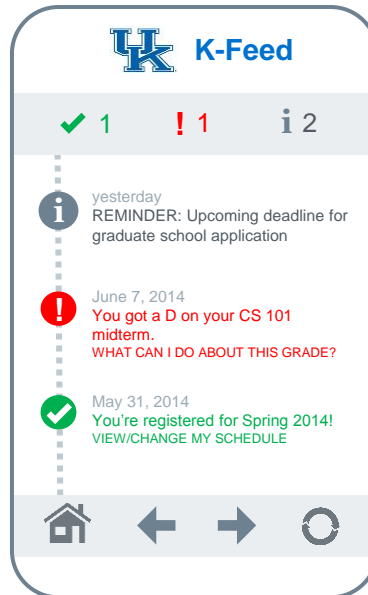 UK K-Feed
✔ 1 ! 1 i 2
yesterday
REMINDER: Upcoming deadline for
graduate school application
June 7, 2014
You got a D on your CS 101
midterm.
WHAT CAN I DO ABOUT THIS GRADE?
May 31, 2014
You're registered for Spring 2014!
VIEW/CHANGE MY SCHEDULE